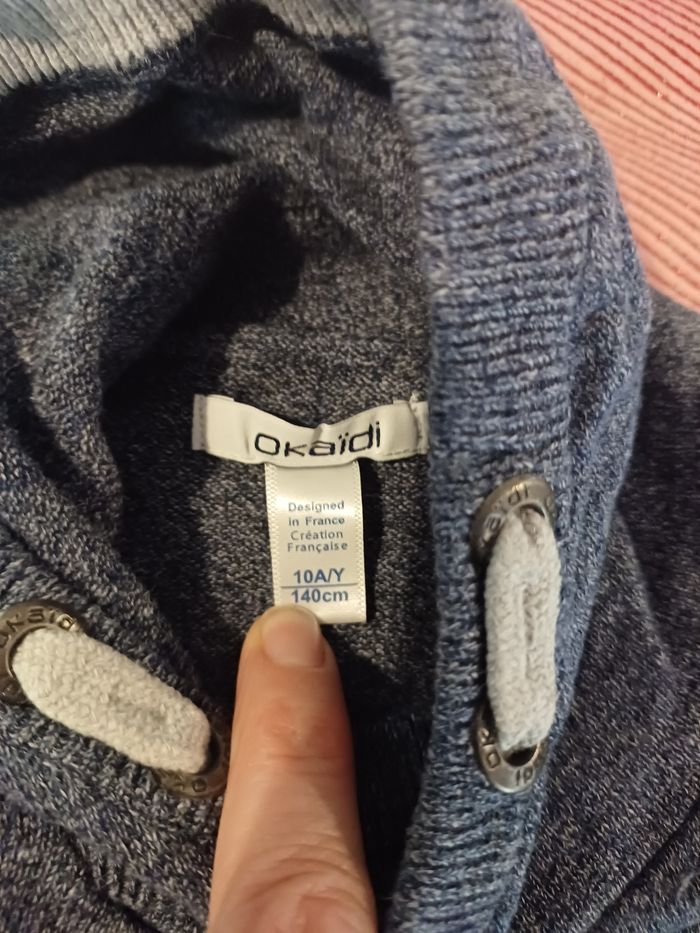 Okaïdi
Designed
in France
Création
Française
10A/Y
140cm